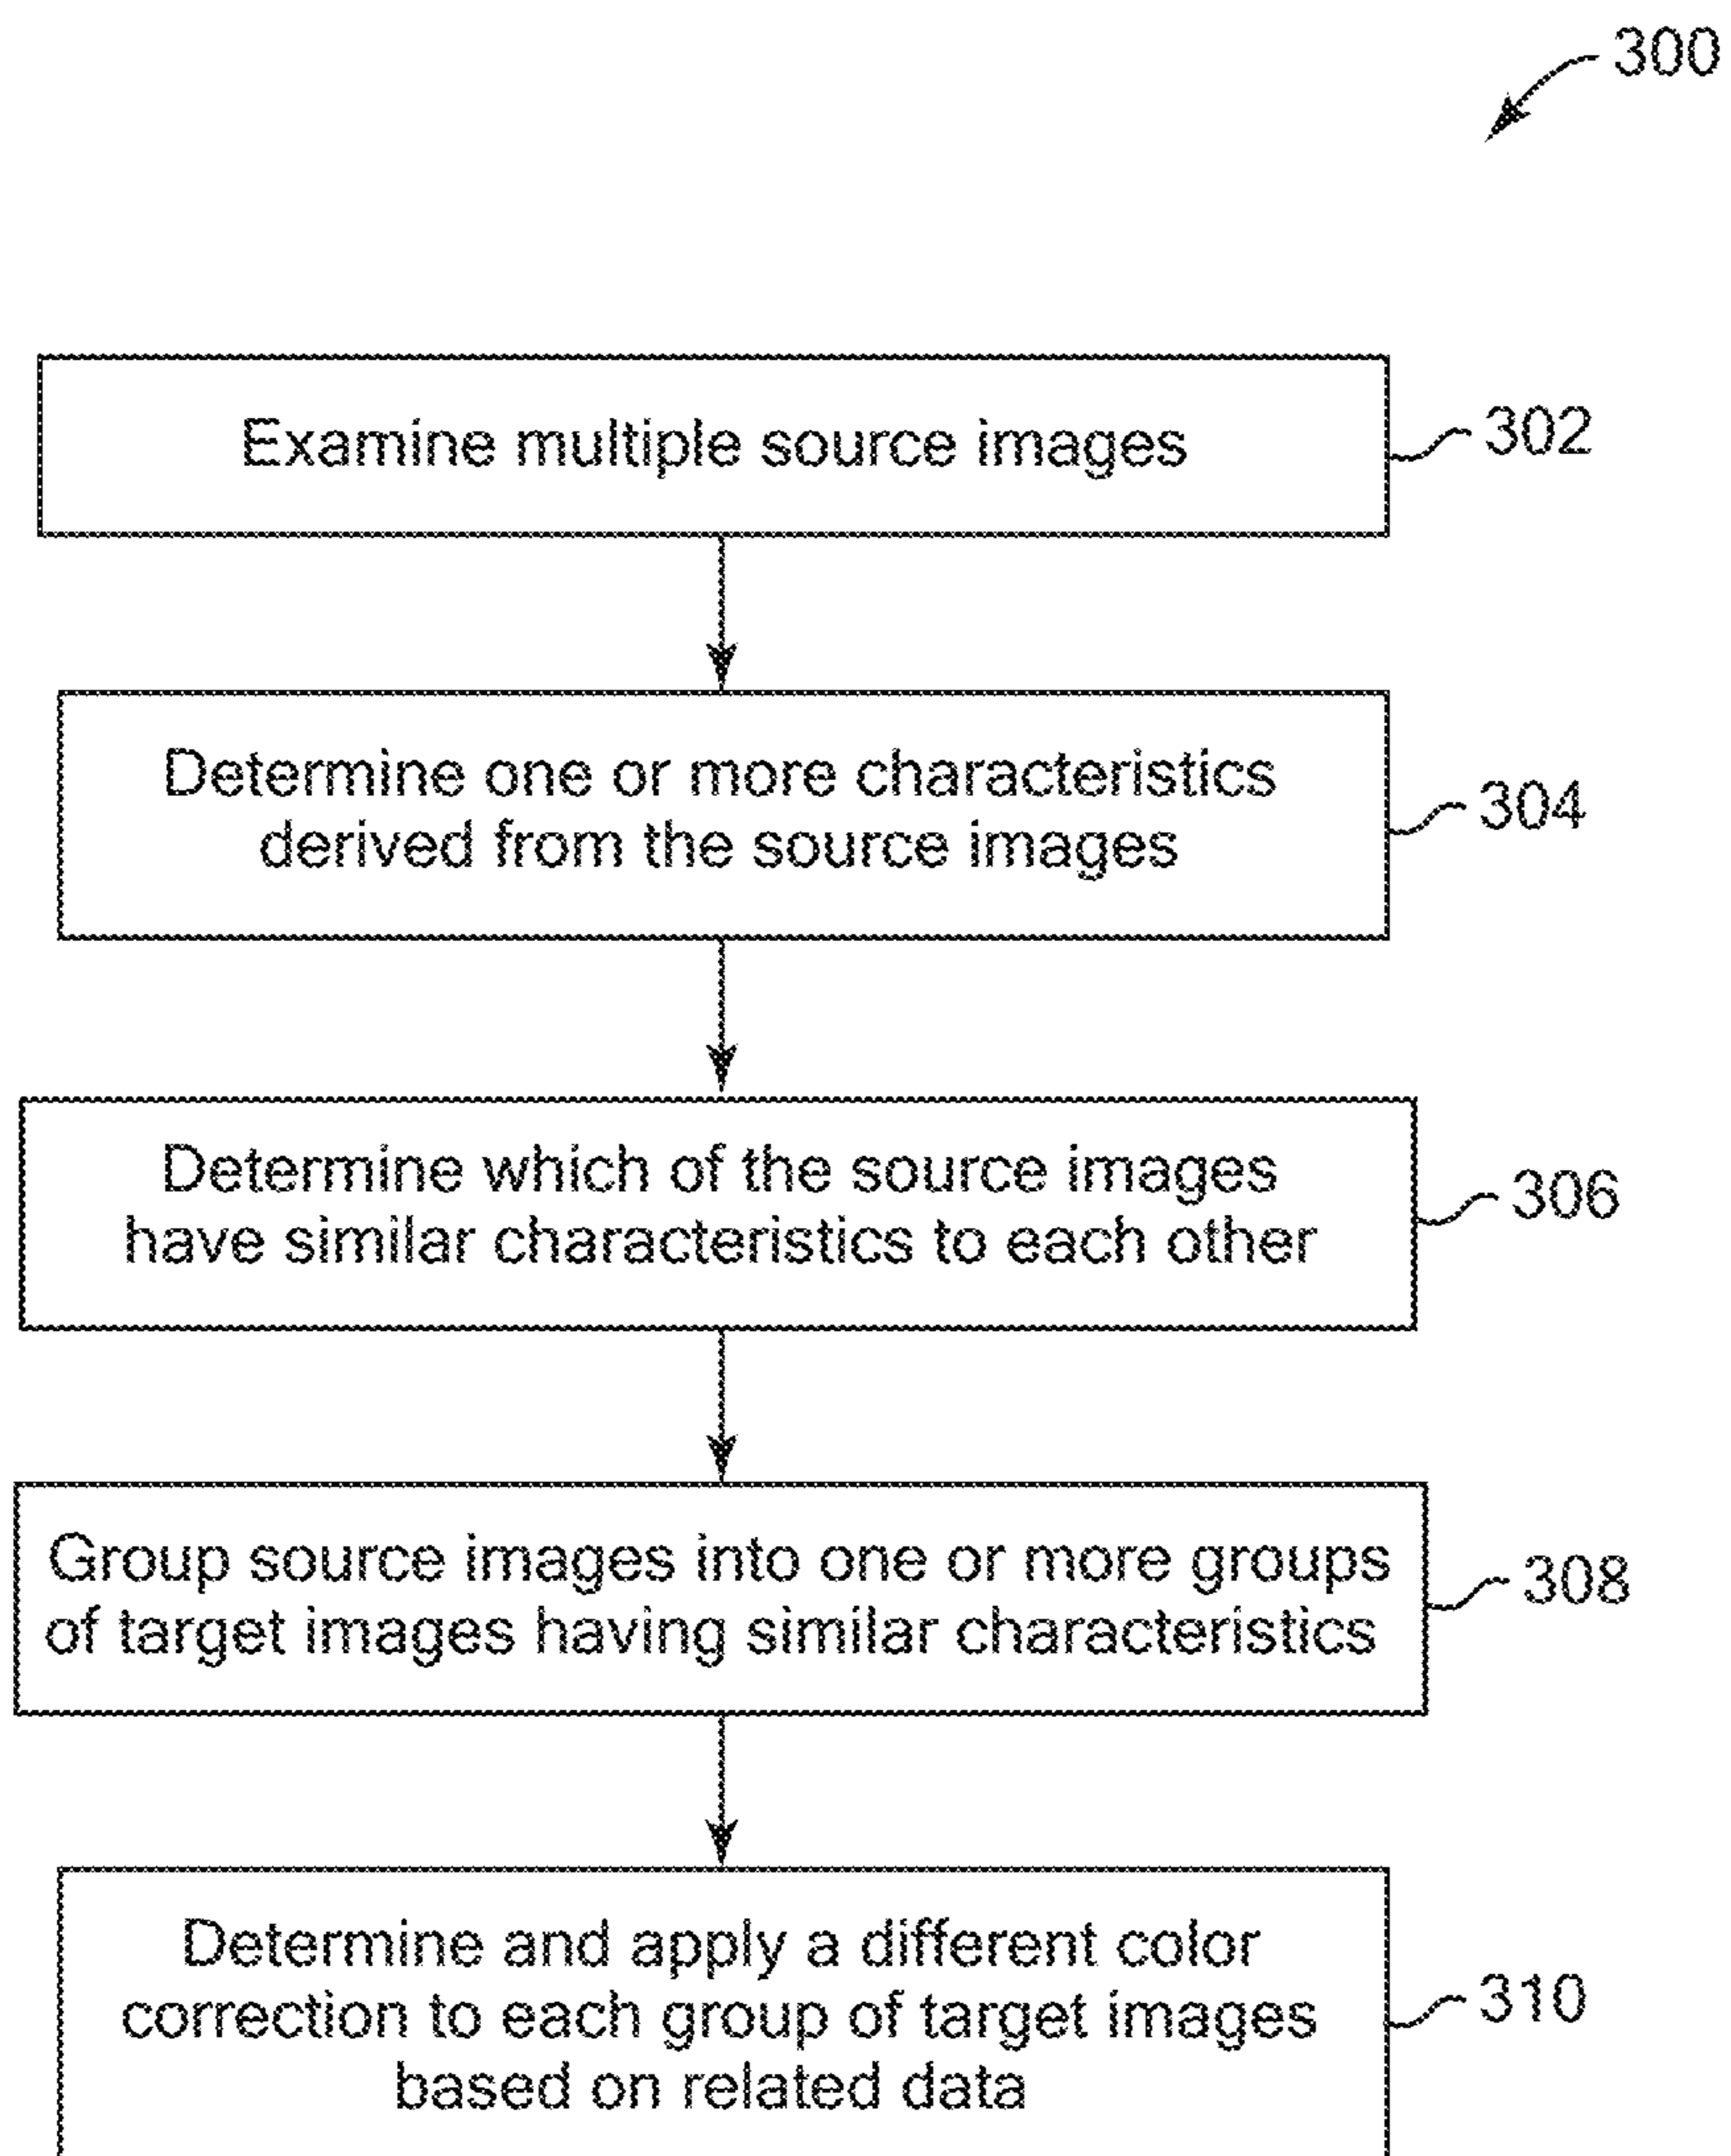 300
Examine multiple source images
302
Determine one or more characteristics
derived from the source images
304
Determine which of the source images
have similar characteristics to each other
306
Group source images into one or more groups
of target images having similar characteristics
308
Determine and apply a different color
correction to each group of target images
based on related data
310